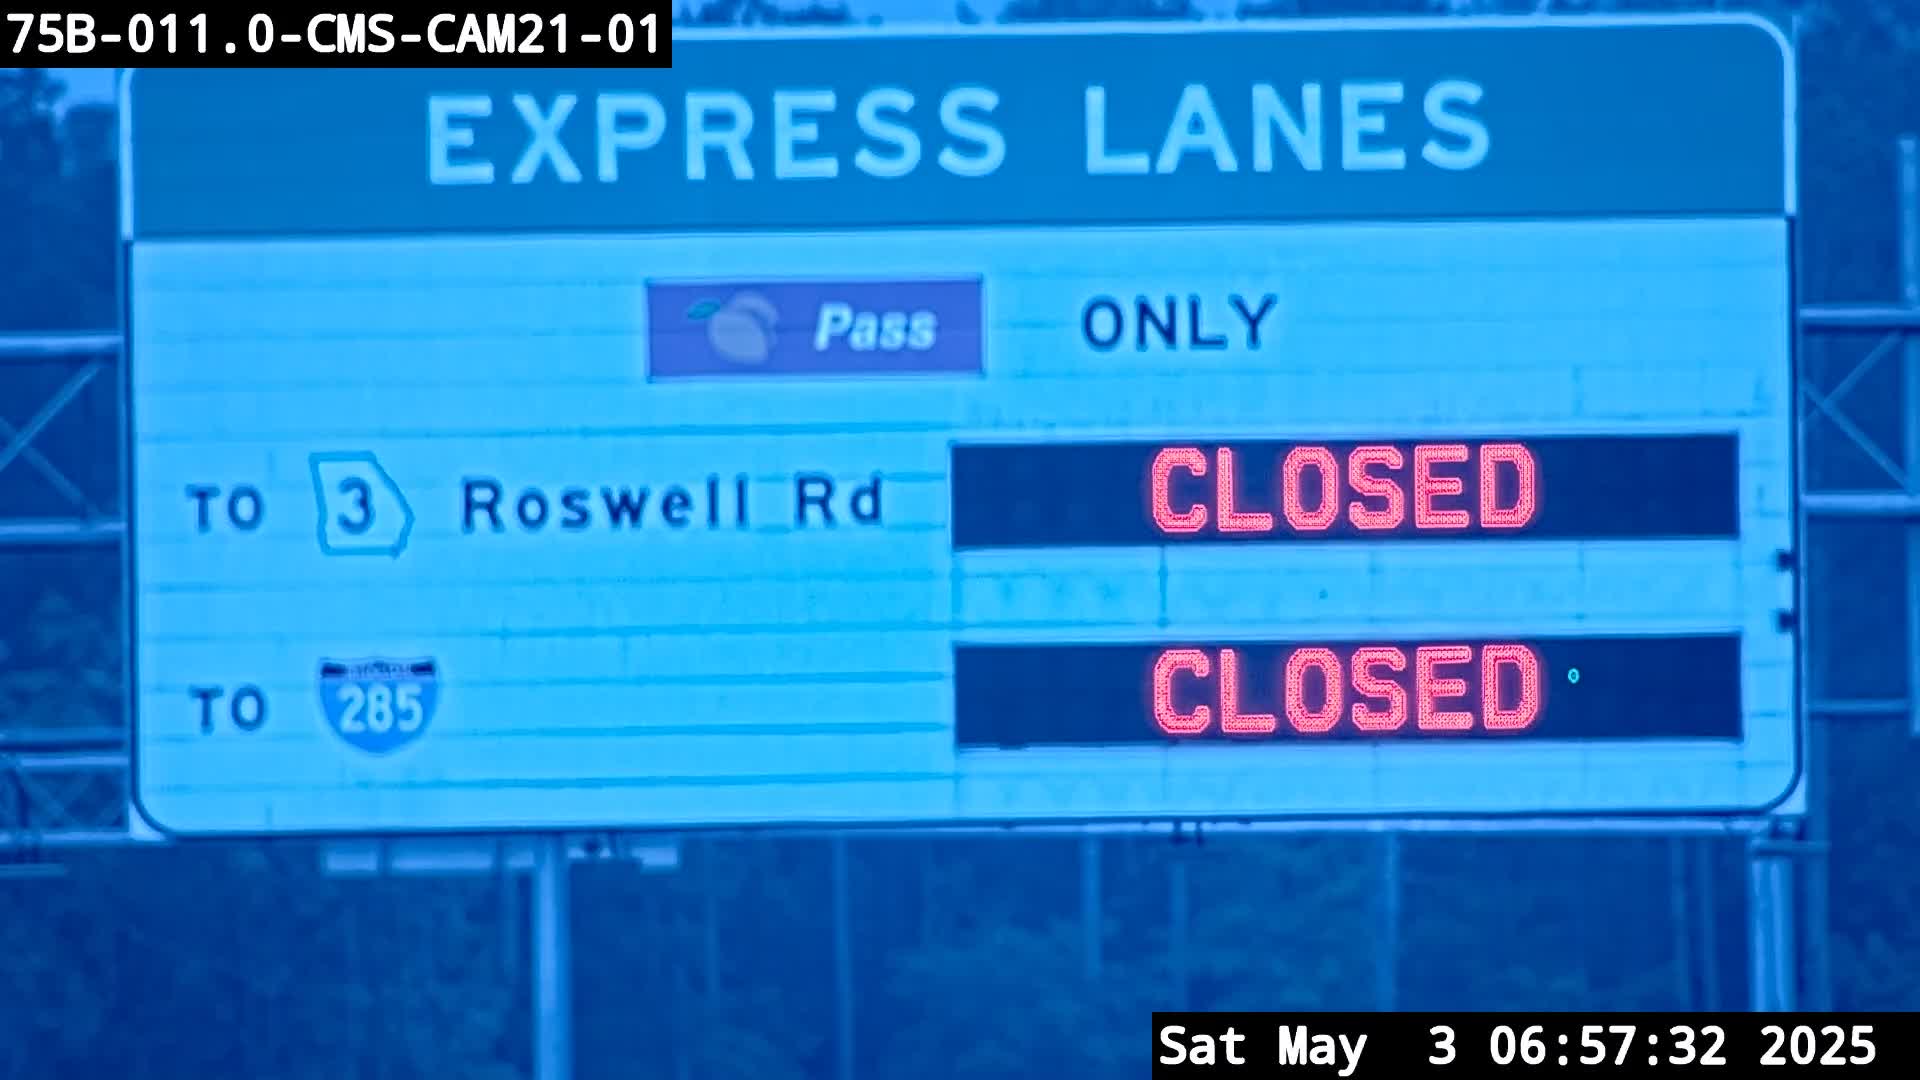 75B-011.0-CMS-CAM21-01
EXPRESS LANES
Pass ONLY
TO 3 Roswell Rd CLOSED
TO 285 CLOSED
Sat May 3 06:57:32 2025